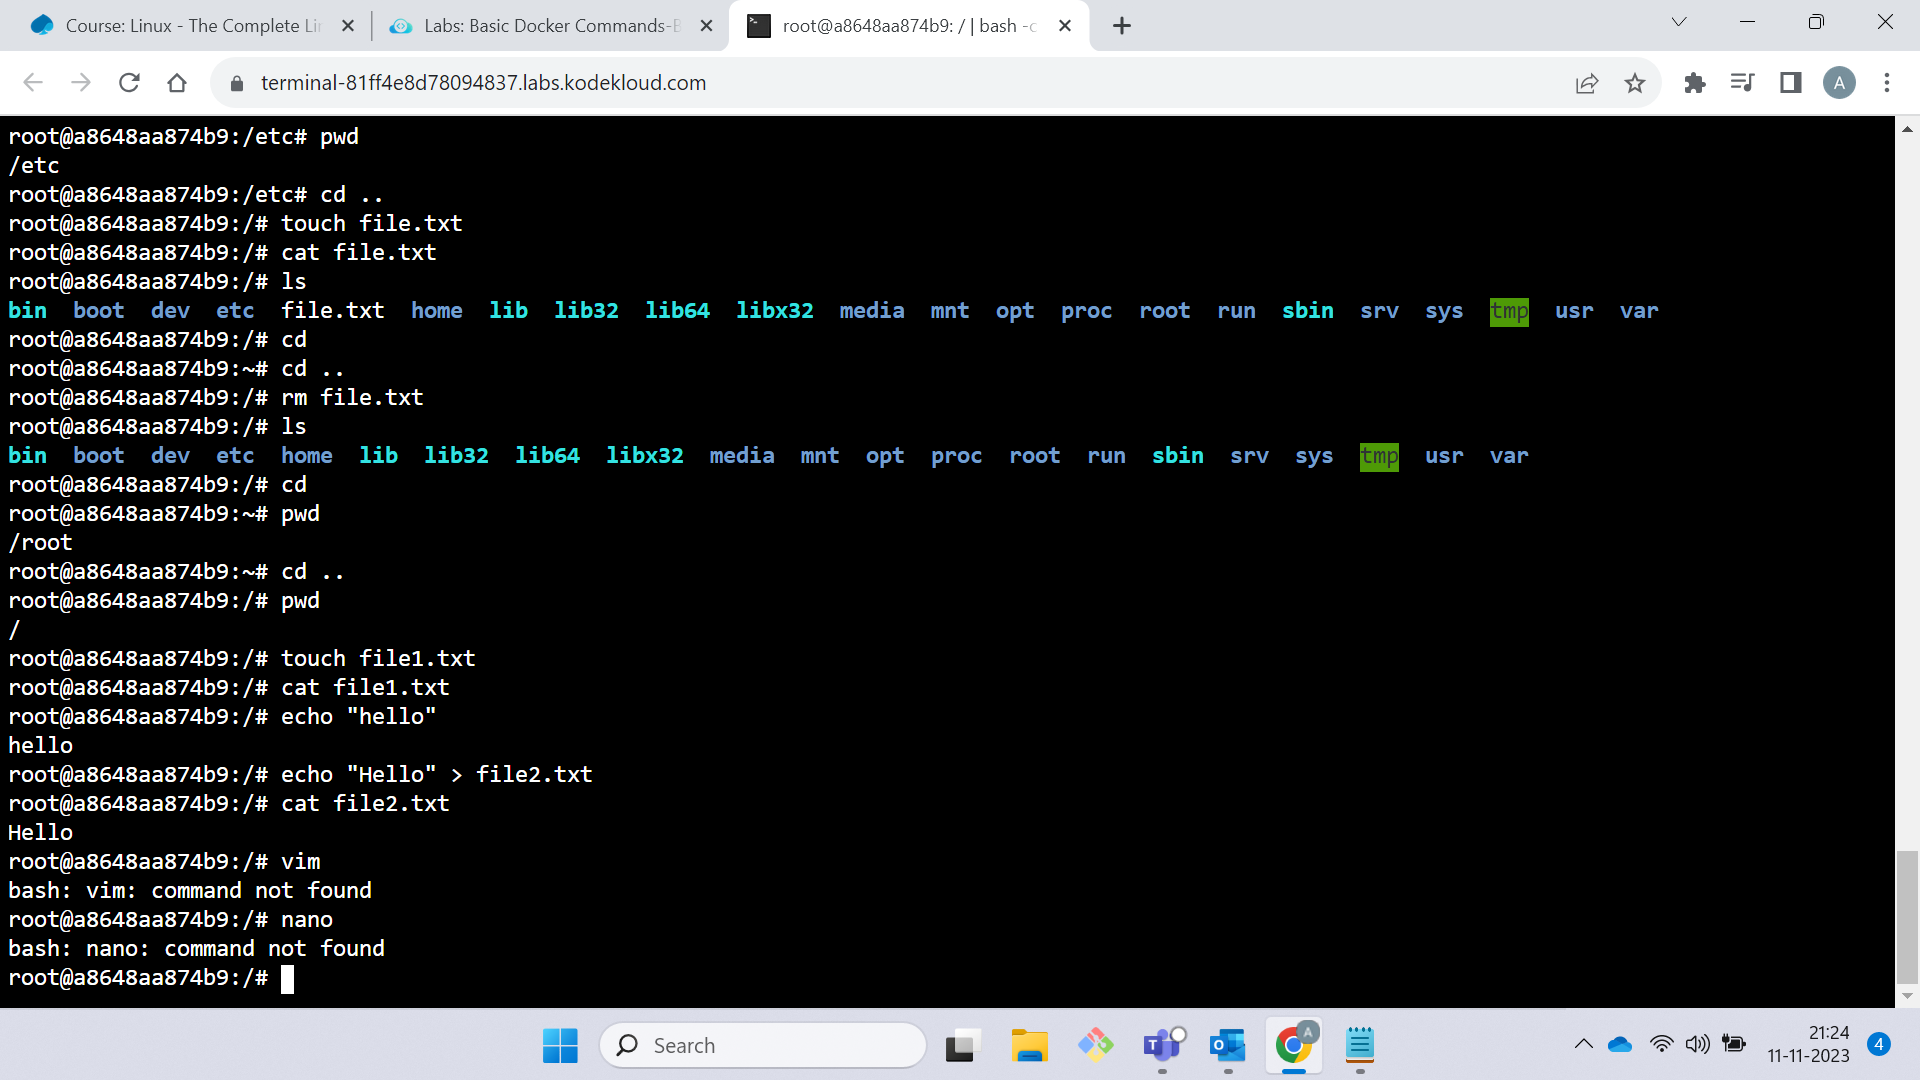 Course: Linux - The Complete Li
Labs: Basic Docker Commands-B
root@a8648aa874b9: / | bash -c
terminal-81ff4e8d78094837.labs.kodekloud.com
A
root@a8648aa874b9:/etc# pwd
/etc
root@a8648aa874b9:/etc# cd ..
root@a8648aa874b9:/# touch file.txt
root@a8648aa874b9:/# cat file.txt
root@a8648aa874b9:/# ls
bin  boot  dev  etc  file.txt  home  lib  lib32  lib64  libx32  media  mnt  opt  proc  root  run  sbin  srv  sys  tmp  usr  var
root@a8648aa874b9:/# cd
root@a8648aa874b9:~# cd ..
root@a8648aa874b9:/# rm file.txt
root@a8648aa874b9:/# ls
bin  boot  dev  etc  home  lib  lib32  lib64  libx32  media  mnt  opt  proc  root  run  sbin  srv  sys  tmp  usr  var
root@a8648aa874b9:/# cd
root@a8648aa874b9:~# pwd
/root
root@a8648aa874b9:~# cd ..
root@a8648aa874b9:/# pwd
/
root@a8648aa874b9:/# touch file1.txt
root@a8648aa874b9:/# cat file1.txt
root@a8648aa874b9:/# echo "hello"
hello
root@a8648aa874b9:/# echo "Hello" > file2.txt
root@a8648aa874b9:/# cat file2.txt
Hello
root@a8648aa874b9:/# vim
bash: vim: command not found
root@a8648aa874b9:/# nano
bash: nano: command not found
root@a8648aa874b9:/#
Search
T
O
A
21:24
11-11-2023
4